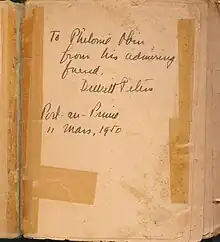 To Philomé Obin
from his admiring
friend,
DeWitt Peters
Port-au-Prince
11 Mars, 1950